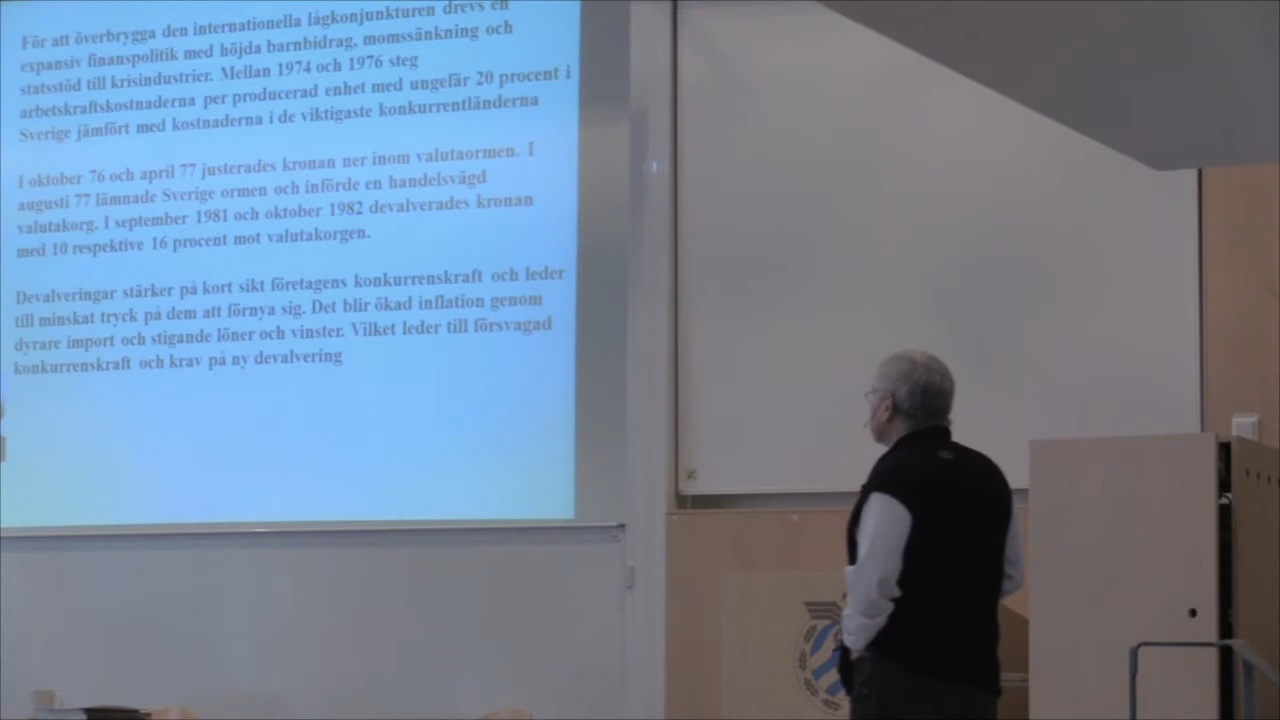 För att överbrygga den internationella lågkonjunkturen drevs en
expansiv finanspolitik med höjda barnbidrag, momssänkning och
statsstöd till krisindustrier. Mellan 1974 och 1976 steg
arbetskraftskostnaderna per producerad enhet med ungefär 20 procent i
Sverige jämfört med kostnaderna i de viktigaste konkurrentländerna
I oktober 76 och april 77 justerades kronan ner inom valutaormen. I
augusti 77 lämnade Sverige ormen och införde en handelsvägd
valutakorg. I september 1981 och oktober 1982 devalverades kronan
med 10 respektive 16 procent mot valutakorgen.
Devalveringar stärker på kort sikt företagens konkurrenskraft och leder
till minskat tryck på dem att förnya sig. Det blir ökad inflation genom
dyrare import och stigande löner och vinster. Vilket leder till försvagad
konkurrenskraft och krav på ny devalvering